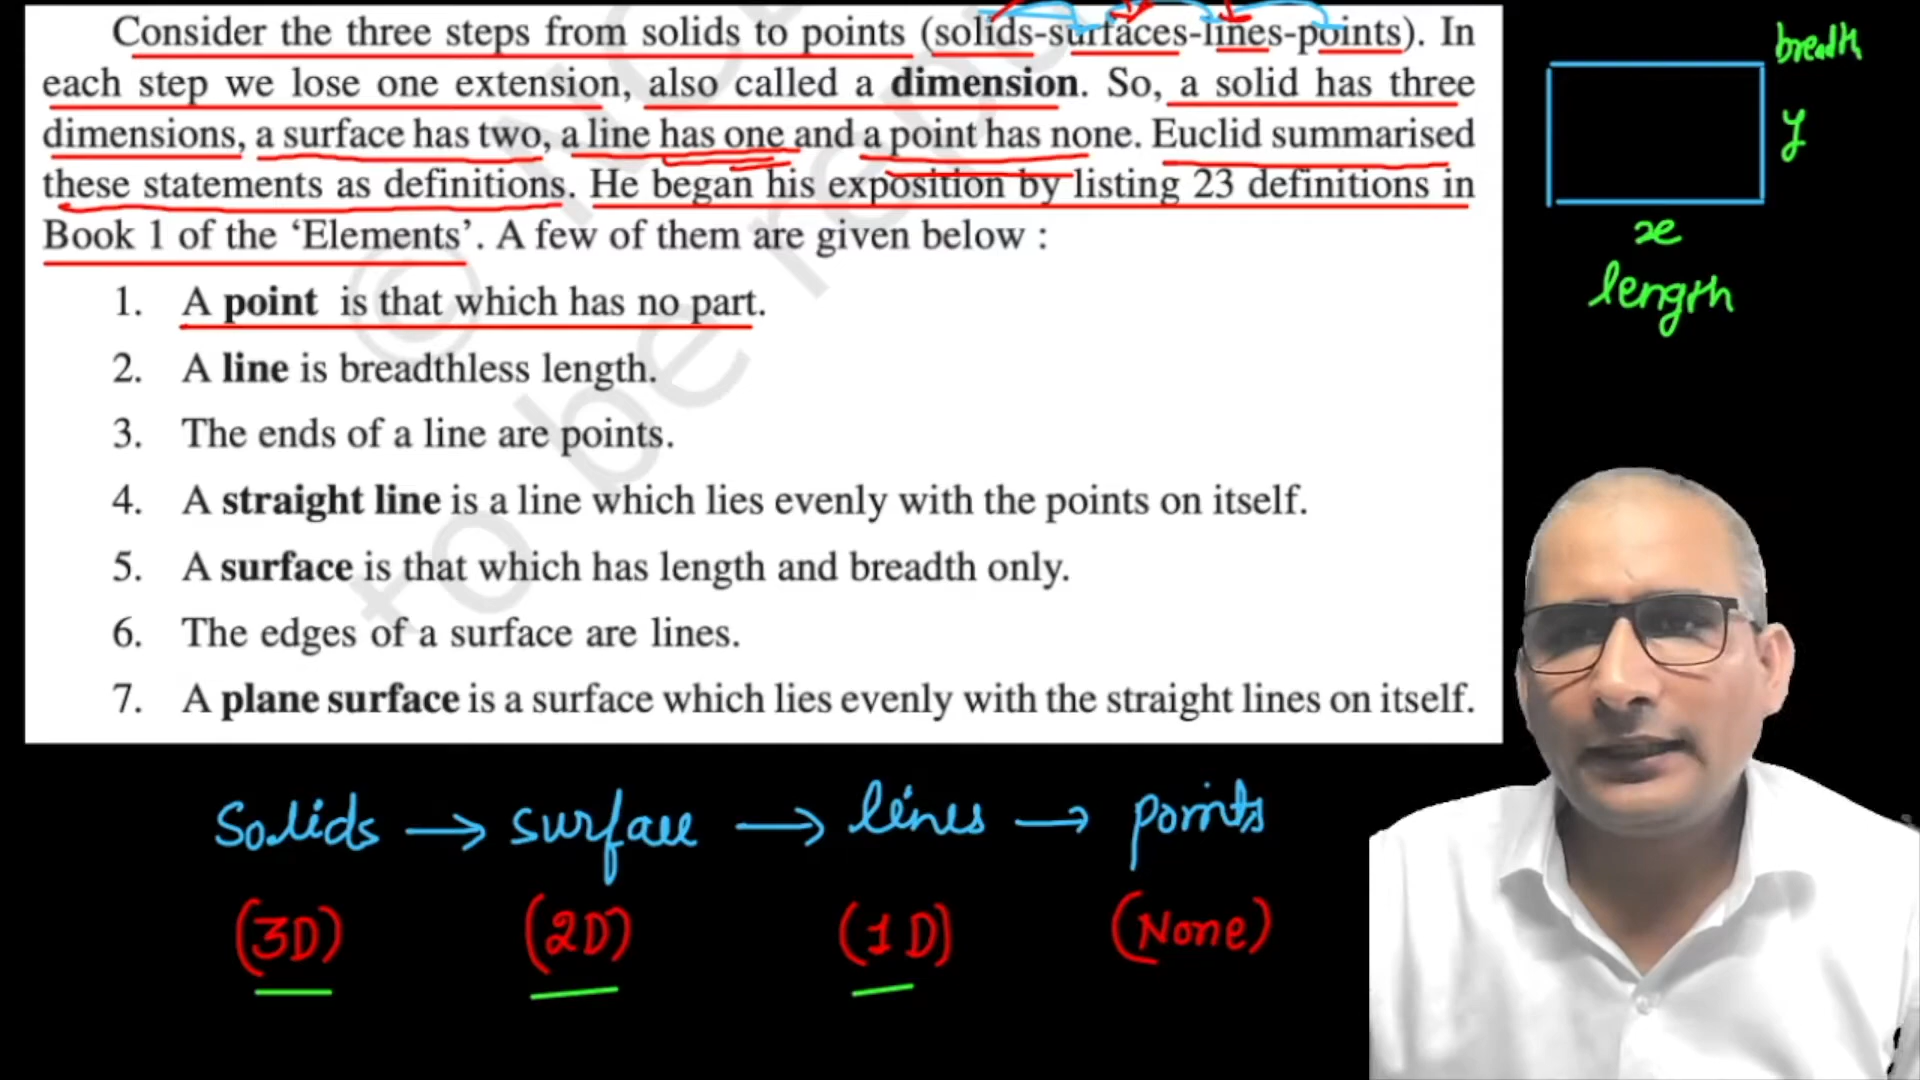 Consider the three steps from solids to points (solids-surfaces-lines-points). In
each step we lose one extension, also called a dimension. So, a solid has three
dimensions, a surface has two, a line has one and a point has none. Euclid summarised
these statements as definitions. He began his exposition by listing 23 definitions in
Book 1 of the ‘Elements’. A few of them are given below :
1. A point is that which has no part.
2. A line is breadthless length.
3. The ends of a line are points.
4. A straight line is a line which lies evenly with the points on itself.
5. A surface is that which has length and breadth only.
6. The edges of a surface are lines.
7. A plane surface is a surface which lies evenly with the straight lines on itself.
breadth
y
x
length
Solids → surface → lines → points
(3D) (2D) (1D) (None)
to be rep